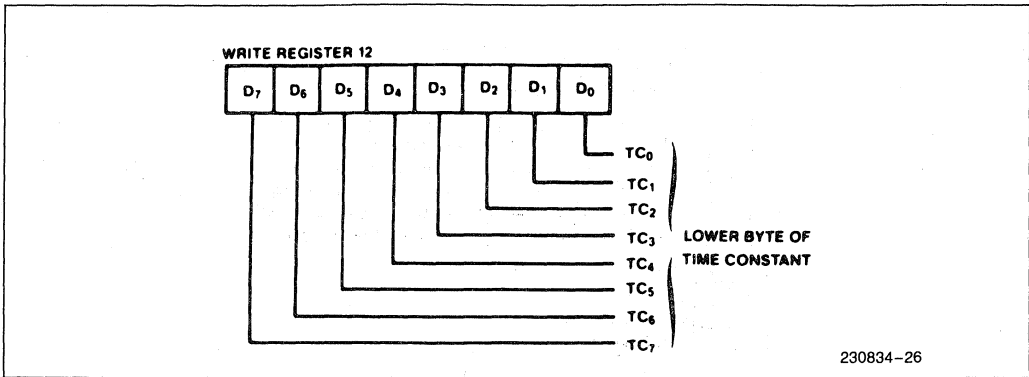 WRITE REGISTER 12
D7 D6 D5 D4 D3 D2 D1 D0
TC0
TC1
TC2
TC3
TC4
TC5
TC6
TC7
LOWER BYTE OF
TIME CONSTANT
230834-26